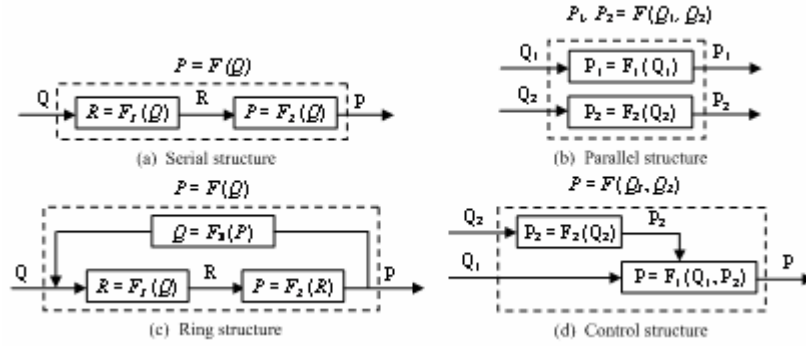 P = F(Q)
Q
R = F₁(Q)
R
P = F₂(Q)
P
(a) Serial structure
P₁, P₂ = F(Q₁, Q₂)
Q₁
P₁ = F₁(Q₁)
P₁
Q₂
P₂ = F₂(Q₂)
P₂
(b) Parallel structure
P = F(Q)
Q = F₃(P)
Q
R = F₁(Q)
R
P = F₂(R)
P
(c) Ring structure
P = F(Q₁, Q₂)
Q₂
P₂ = F₂(Q₂)
P₂
Q₁
P = F₁(Q₁, P₂)
P
(d) Control structure